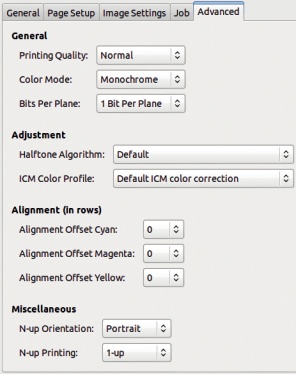 General Page Setup Image Settings Job Advanced
General
Printing Quality: Normal
Color Mode: Monochrome
Bits Per Plane: 1 Bit Per Plane
Adjustment
Halftone Algorithm: Default
ICM Color Profile: Default ICM color correction
Alignment (in rows)
Alignment Offset Cyan: 0
Alignment Offset Magenta: 0
Alignment Offset Yellow: 0
Miscellaneous
N-up Orientation: Portrait
N-up Printing: 1-up